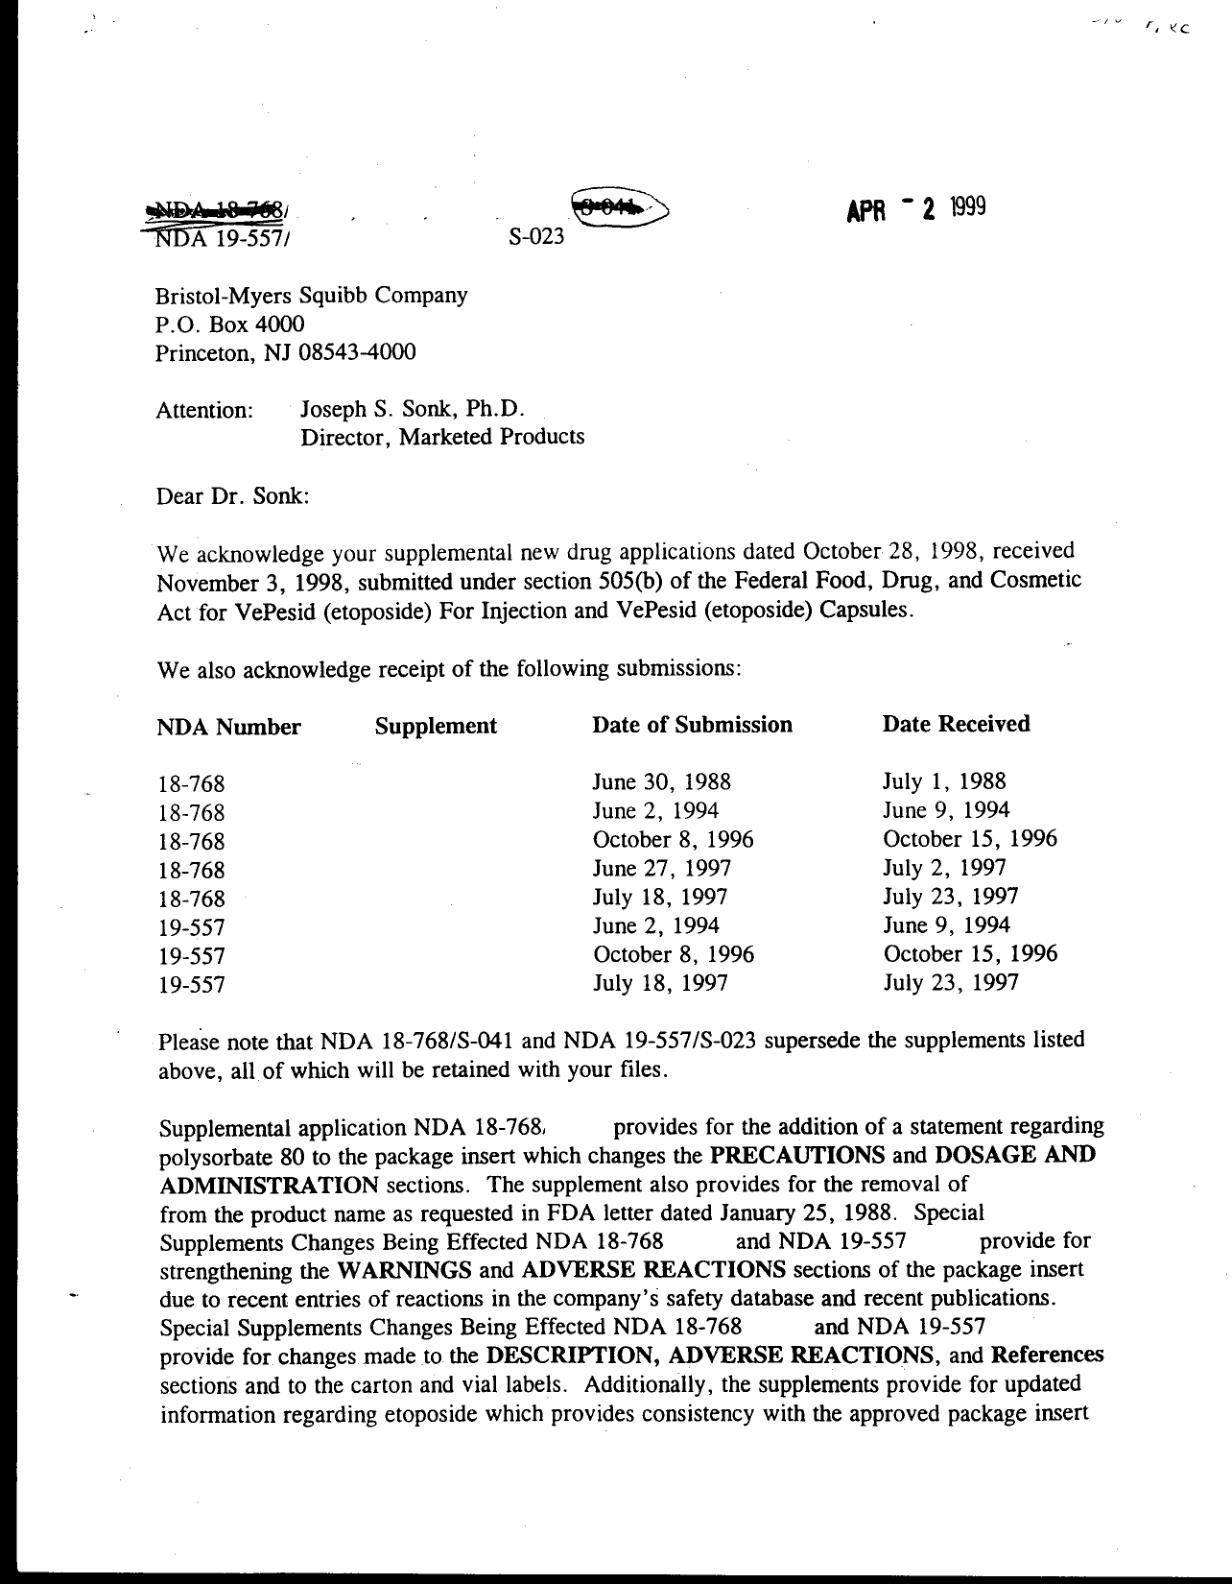 NDA 18-768/ S-041 APR - 2 1999
NDA 19-557/ S-023
Bristol-Myers Squibb Company
P.O. Box 4000
Princeton, NJ 08543-4000
Attention: Joseph S. Sonk, Ph.D.
Director, Marketed Products
Dear Dr. Sonk:
We acknowledge your supplemental new drug applications dated October 28, 1998, received
November 3, 1998, submitted under section 505(b) of the Federal Food, Drug, and Cosmetic
Act for VePesid (etoposide) For Injection and VePesid (etoposide) Capsules.
We also acknowledge receipt of the following submissions:
NDA Number Supplement Date of Submission Date Received
18-768 June 30, 1988 July 1, 1988
18-768 June 2, 1994 June 9, 1994
18-768 October 8, 1996 October 15, 1996
18-768 June 27, 1997 July 2, 1997
18-768 July 18, 1997 July 23, 1997
19-557 June 2, 1994 June 9, 1994
19-557 October 8, 1996 October 15, 1996
19-557 July 18, 1997 July 23, 1997
Please note that NDA 18-768/S-041 and NDA 19-557/S-023 supersede the supplements listed
above, all of which will be retained with your files.
Supplemental application NDA 18-768 provides for the addition of a statement regarding
polysorbate 80 to the package insert which changes the PRECAUTIONS and DOSAGE AND
ADMINISTRATION sections. The supplement also provides for the removal of
from the product name as requested in FDA letter dated January 25, 1988. Special
Supplements Changes Being Effected NDA 18-768 and NDA 19-557 provide for
strengthening the WARNINGS and ADVERSE REACTIONS sections of the package insert
due to recent entries of reactions in the company's safety database and recent publications.
Special Supplements Changes Being Effected NDA 18-768 and NDA 19-557
provide for changes made to the DESCRIPTION, ADVERSE REACTIONS, and References
sections and to the carton and vial labels. Additionally, the supplements provide for updated
information regarding etoposide which provides consistency with the approved package insert